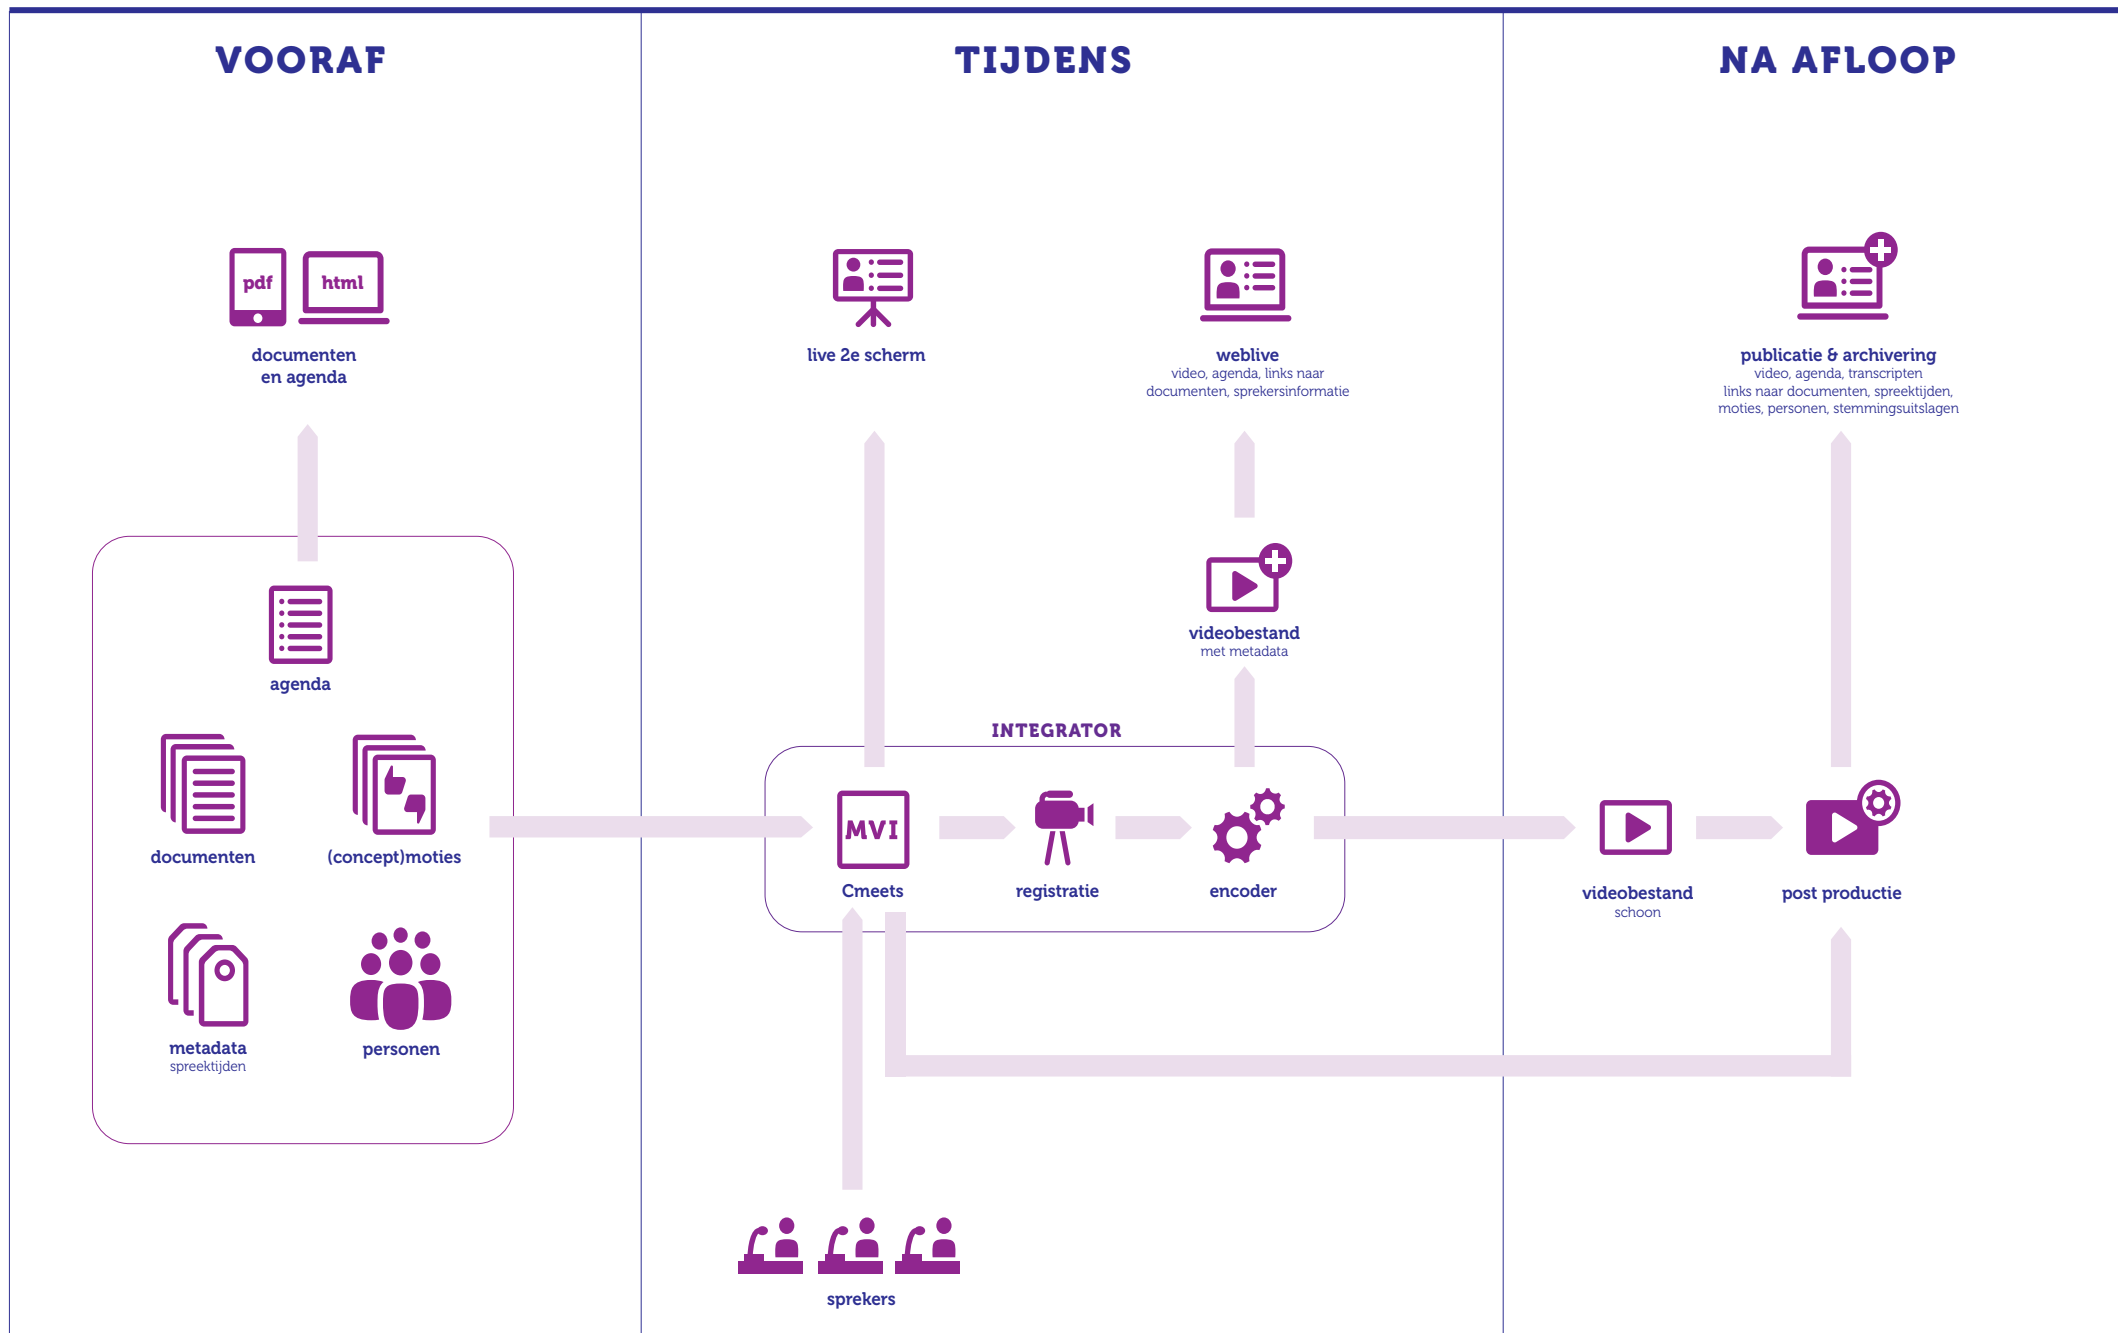 VOORAF
pdf
html
documenten
en agenda
agenda
documenten
(concept)moties
metadata
spreektijden
personen
TIJDENS
live 2e scherm
weblive
video, agenda, links naar
documenten, sprekersinformatie
videobestand
met metadata
INTEGRATOR
MVI
Cmeets
registratie
encoder
sprekers
NA AFLOOP
publicatie & archivering
video, agenda, transcripten
links naar documenten, spreektijden,
moties, personen, stemmingsuitslagen
videobestand
schoon
post productie